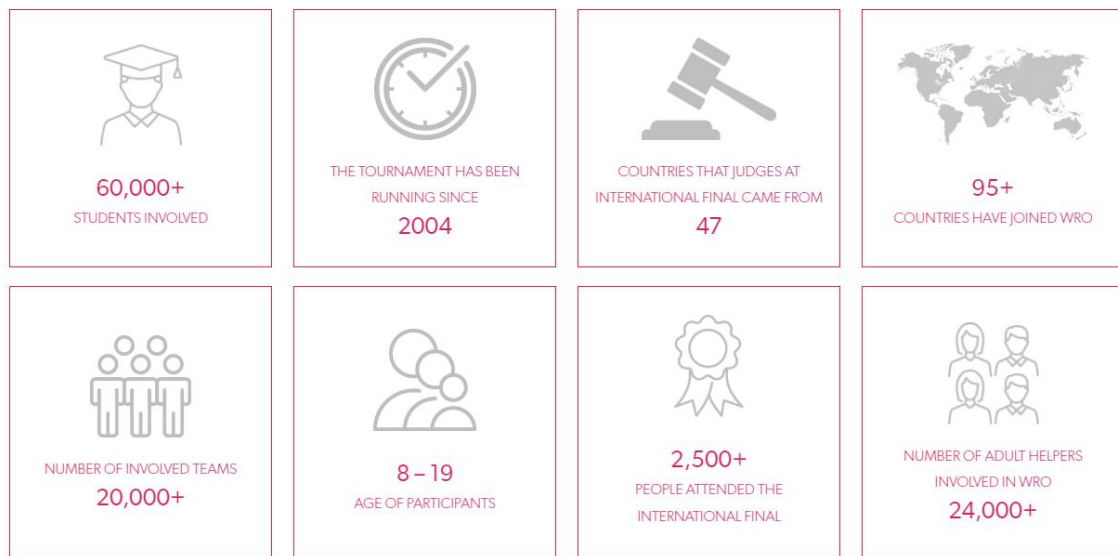 60,000+
STUDENTS INVOLVED
THE TOURNAMENT HAS BEEN
RUNNING SINCE
2004
COUNTRIES THAT JUDGES AT
INTERNATIONAL FINAL CAME FROM
47
95+
COUNTRIES HAVE JOINED WRO
NUMBER OF INVOLVED TEAMS
20,000+
8 – 19
AGE OF PARTICIPANTS
2,500+
PEOPLE ATTENDED THE
INTERNATIONAL FINAL
NUMBER OF ADULT HELPERS
INVOLVED IN WRO
24,000+